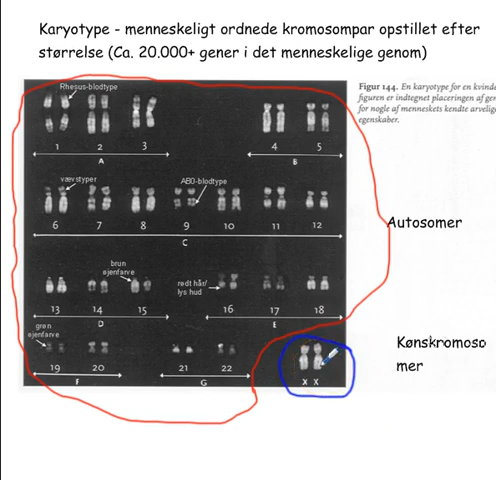 Karyotype - menneskeligt ordnede kromosompar opstillet efter
størrelse (Ca. 20.000+ gener i det menneskelige genom)
Figur 144. En karyotype for en kvinde
figuren er indtegnet placeringen af gen
for nogle af menneskets kendte arvelig
egenskaber.
Rhesus-blodtype
1 2 3 4 5
A B
vævstyper ABO-blodtype
6 7 8 9 10 11 12
C
Autosomer
brun
øjenfarve
rødt hår/
lys hud
13 14 15 16 17 18
D E
grøn
øjenfarve
19 20 21 22 X X
F G
Kønskromoso
mer